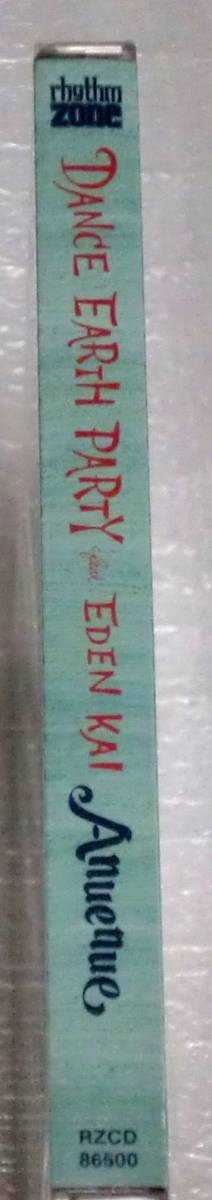 rhythm
zone
DANCE EARTH PARTY feat. EDEN KAI
Anuenue
RZCD
86500